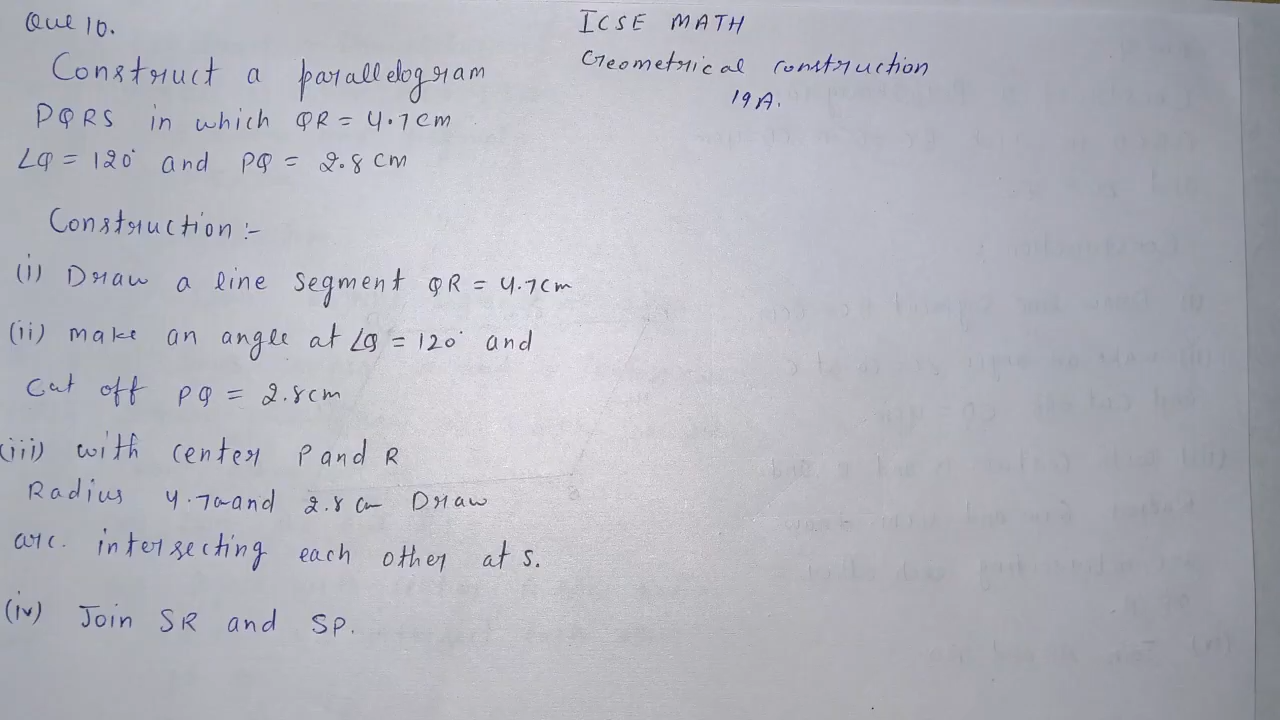 Que 10.
ICSE MATH
Geometrical construction
19A.
Construct a parallelogram
PQRS in which QR = 4.7cm
∠Q = 120° and PQ = 2.8 cm
Construction :-
(i) Draw a line segment QR = 4.7cm
(ii) make an angle at ∠Q = 120° and
Cut off PQ = 2.8cm
(iii) with center P and R
Radius 4.7cm and 2.8 cm Draw
arc. intersecting each other at S.
(iv) Join SR and SP.